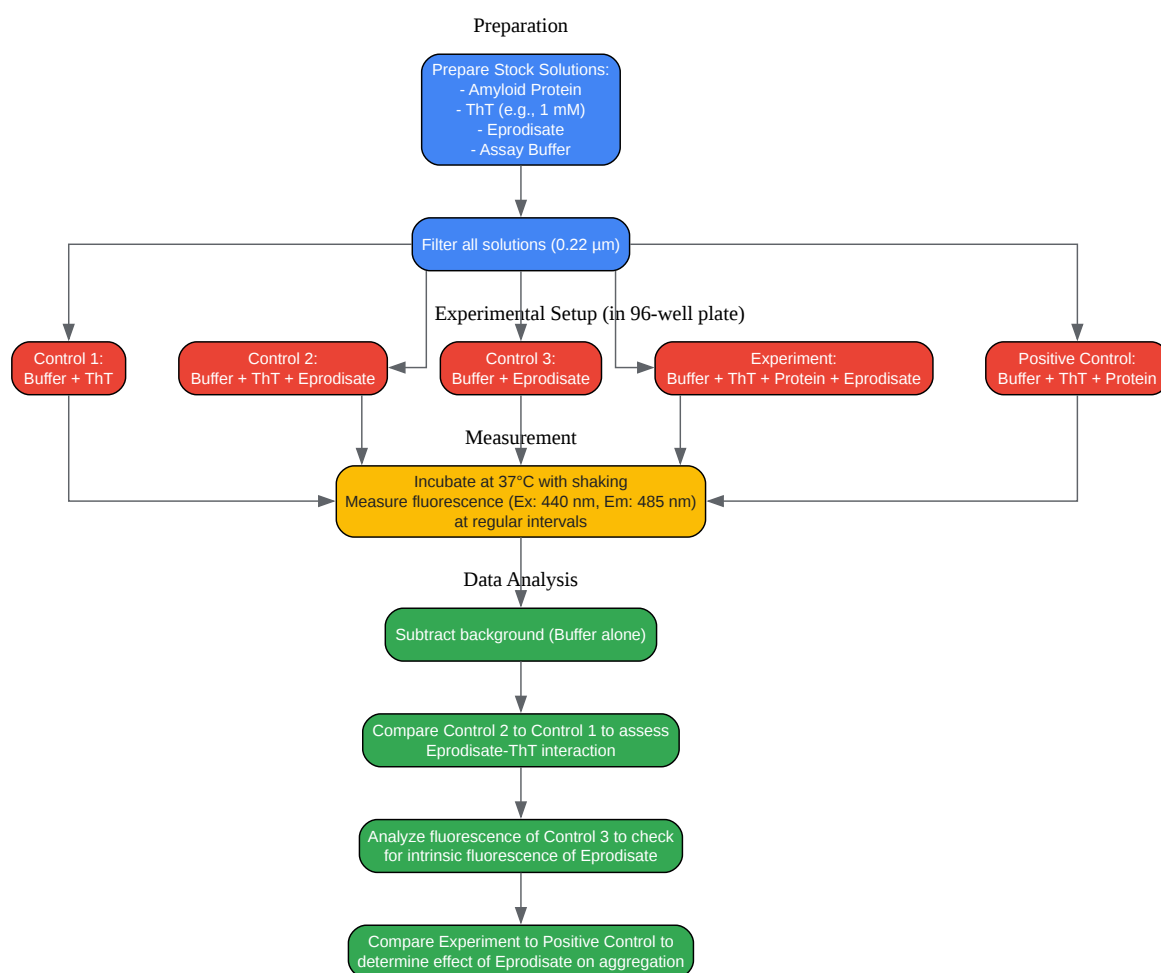 Preparation
Prepare Stock Solutions:
- Amyloid Protein
- ThT (e.g., 1 mM)
- Eprodisate
- Assay Buffer
Filter all solutions (0.22 µm)
Experimental Setup (in 96-well plate)
Control 1:
Buffer + ThT
Control 2:
Buffer + ThT + Eprodisate
Control 3:
Buffer + Eprodisate
Experiment:
Buffer + ThT + Protein + Eprodisate
Positive Control:
Buffer + ThT + Protein
Measurement
Incubate at 37°C with shaking
Measure fluorescence (Ex: 440 nm, Em: 485 nm)
at regular intervals
Data Analysis
Subtract background (Buffer alone)
Compare Control 2 to Control 1 to assess
Eprodisate-ThT interaction
Analyze fluorescence of Control 3 to check
for intrinsic fluorescence of Eprodisate
Compare Experiment to Positive Control to
determine effect of Eprodisate on aggregation